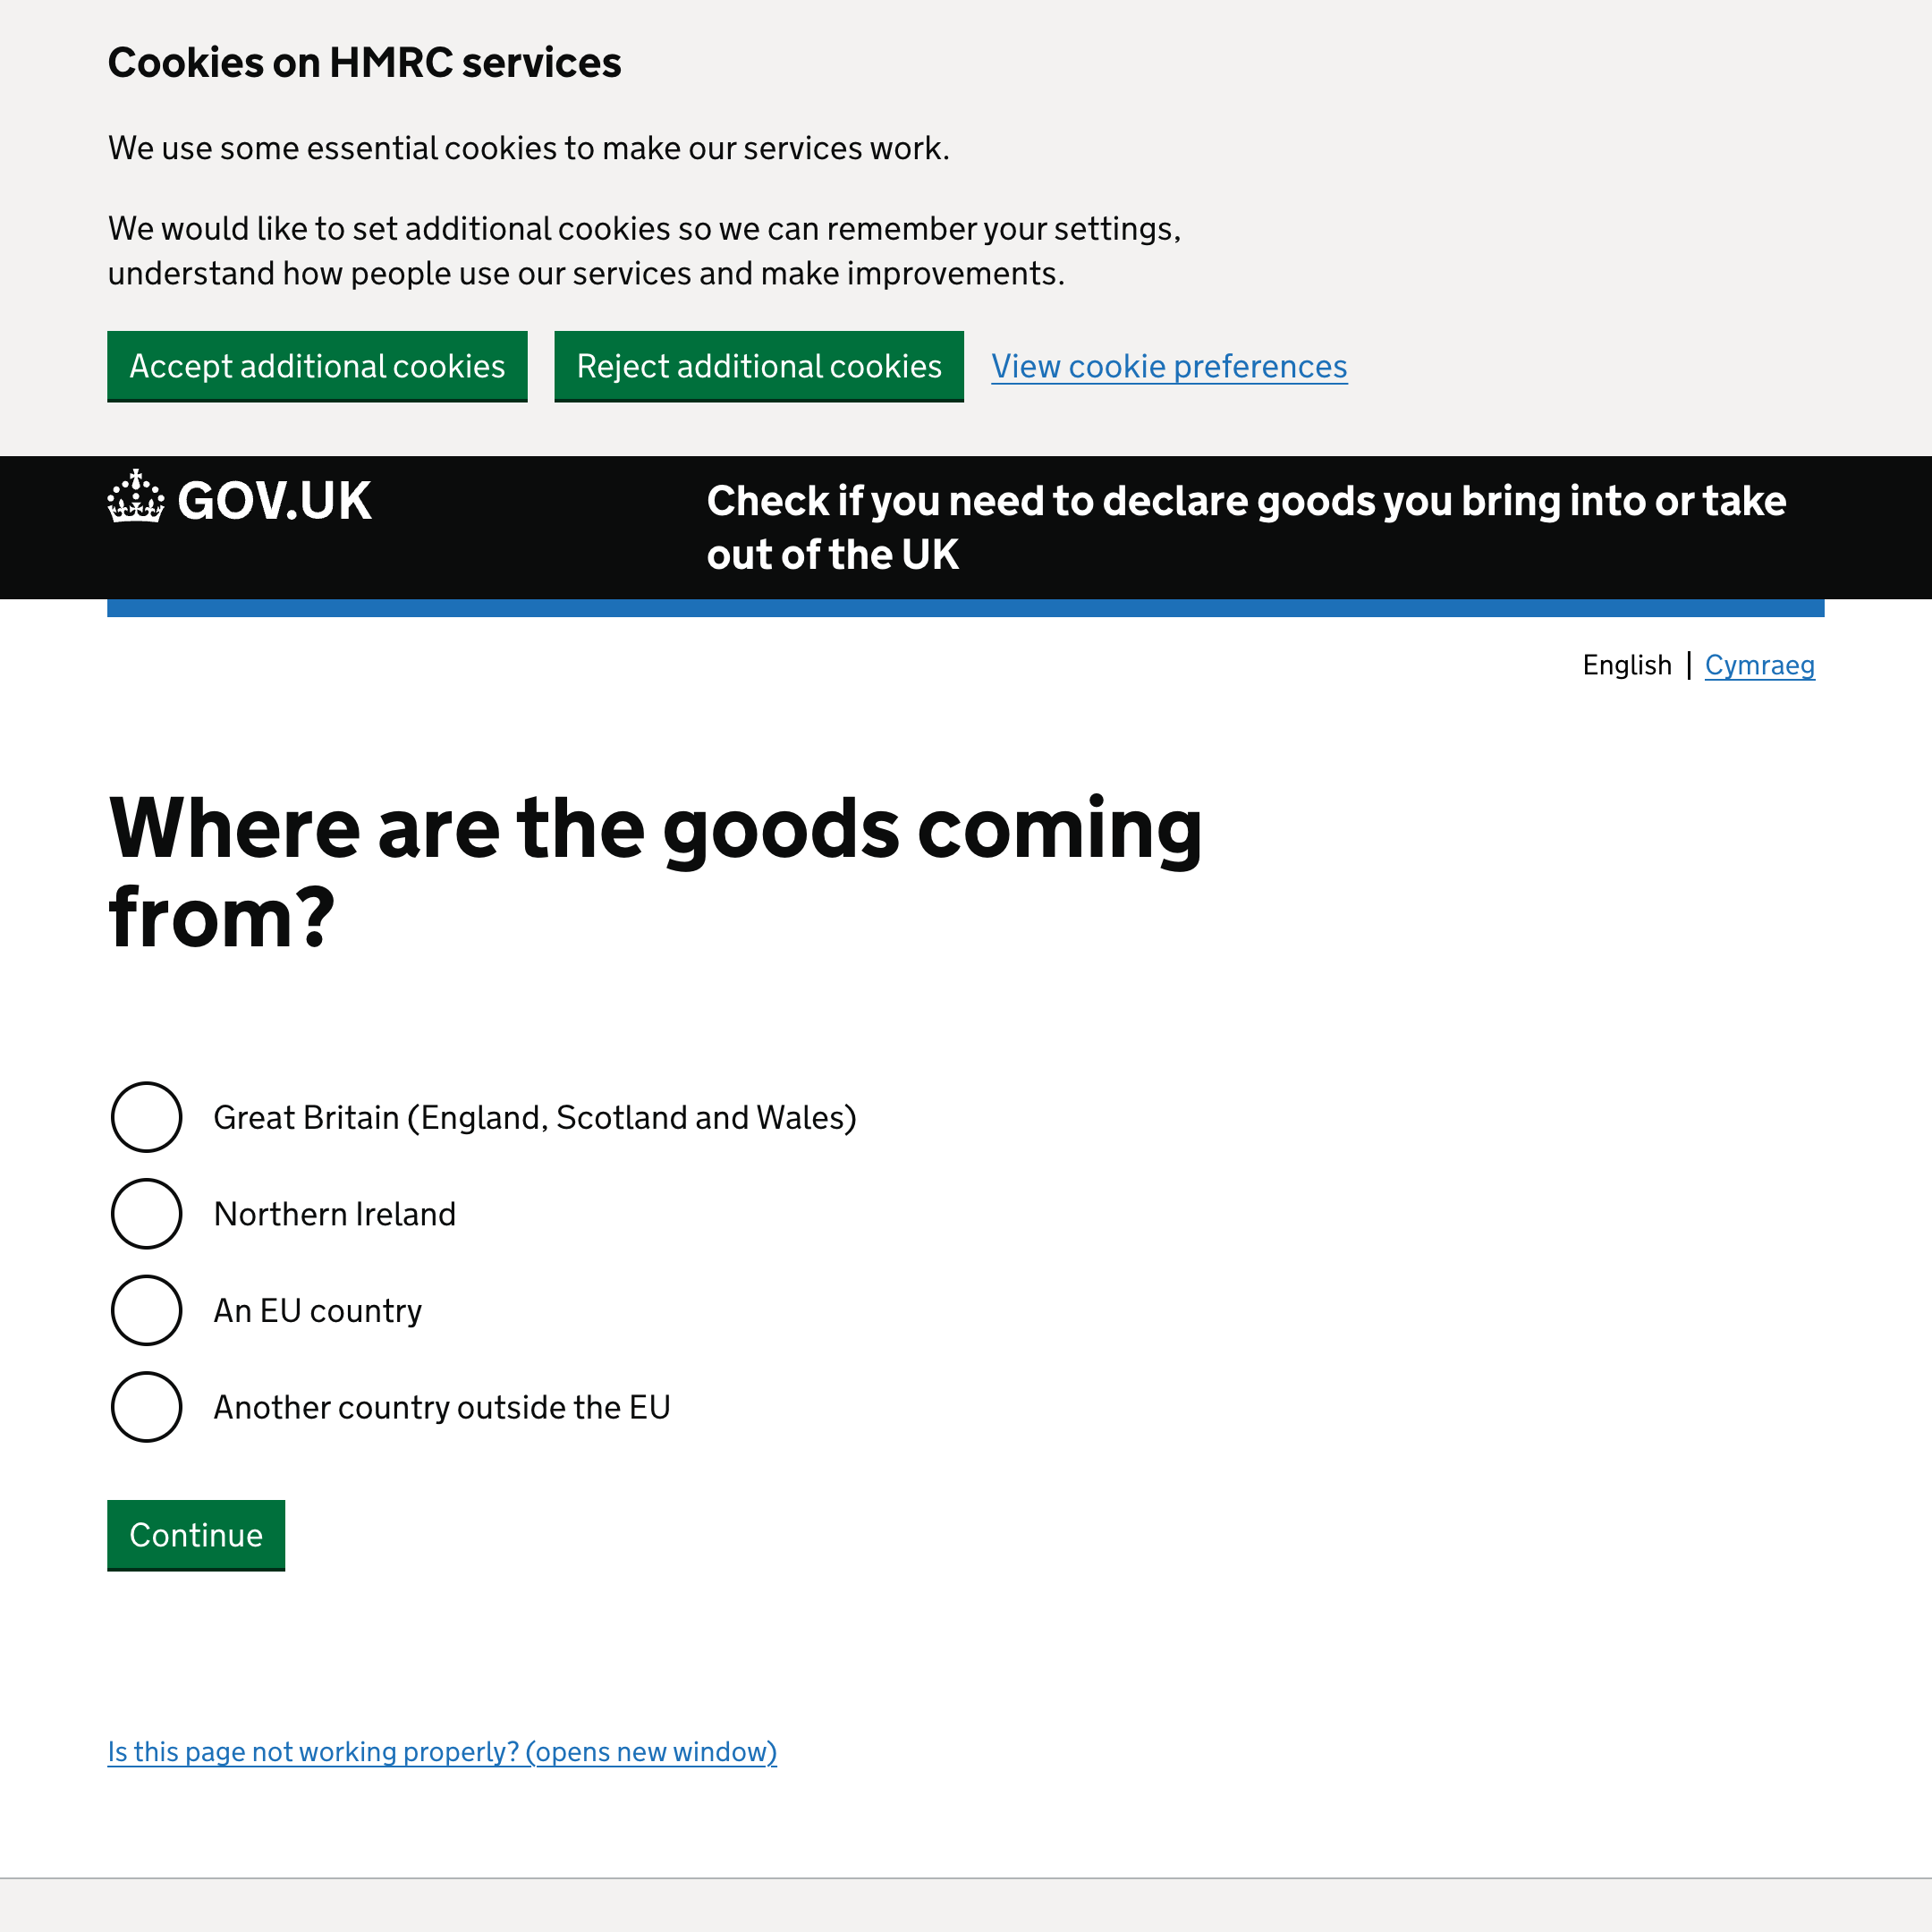 Cookies on HMRC services
We use some essential cookies to make our services work.
We would like to set additional cookies so we can remember your settings,
understand how people use our services and make improvements.
Accept additional cookies
Reject additional cookies
View cookie preferences
GOV.UK
Check if you need to declare goods you bring into or take
out of the UK
English | Cymraeg
Where are the goods coming
from?
Great Britain (England, Scotland and Wales)
Northern Ireland
An EU country
Another country outside the EU
Continue
Is this page not working properly? (opens new window)